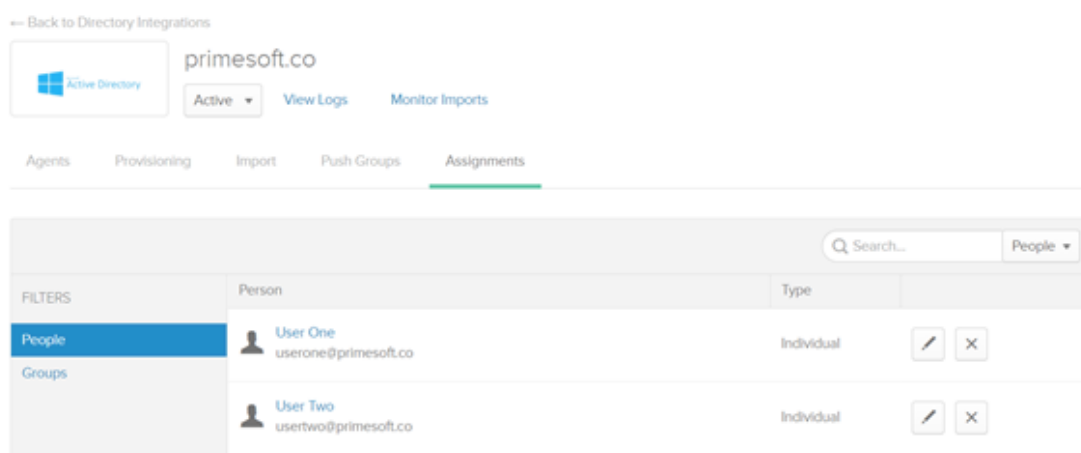 ← Back to Directory Integrations
primesoft.co
Active Directory
Active ▾ View Logs Monitor Imports
Agents Provisioning Import Push Groups Assignments
Search... People ▾
FILTERS Person Type
People User One Individual
userone@primesoft.co
Groups
User Two Individual
usertwo@primesoft.co